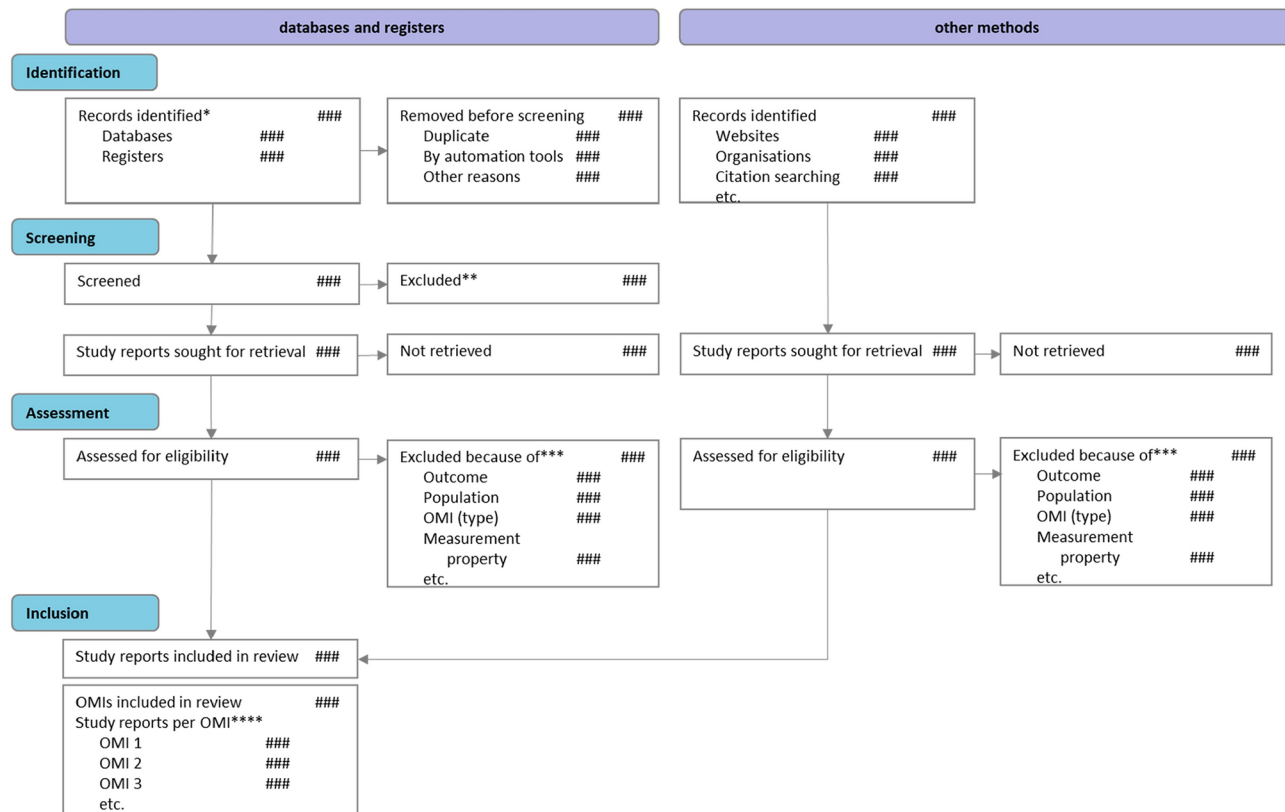 databases and registers
other methods
Identification
Records identified* ###
Databases ###
Registers ###
Removed before screening ###
Duplicate ###
By automation tools ###
Other reasons ###
Records identified ###
Websites ###
Organisations ###
Citation searching ###
etc.
Screening
Screened ###
Excluded** ###
Study reports sought for retrieval ###
Not retrieved ###
Study reports sought for retrieval ###
Not retrieved ###
Assessment
Assessed for eligibility ###
Excluded because of*** ###
Outcome ###
Population ###
OMI (type) ###
Measurement
property ###
etc.
Assessed for eligibility ###
Excluded because of*** ###
Outcome ###
Population ###
OMI (type) ###
Measurement
property ###
etc.
Inclusion
Study reports included in review ###
OMIs included in review ###
Study reports per OMI****
OMI 1 ###
OMI 2 ###
OMI 3 ###
etc.